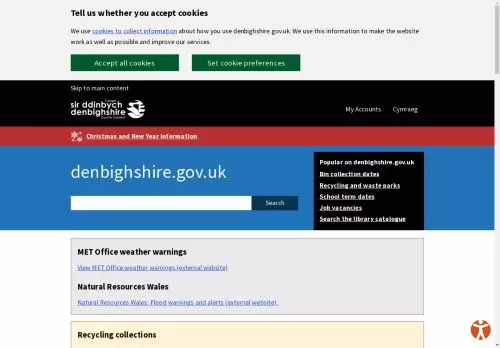 Tell us whether you accept cookies
We use cookies to collect information about how you use denbighshire.gov.uk. We use this information to make the website
work as well as possible and improve our services.
Accept all cookies
Set cookie preferences
Skip to main content
Cyngor
sir ddinbych
denbighshire
County Council
My Accounts
Cymraeg
Christmas and New Year Information
denbighshire.gov.uk
Search
Popular on denbighshire.gov.uk
Bin collection dates
Recycling and waste parks
School term dates
Job vacancies
Search the library catalogue
MET Office weather warnings
View MET Office weather warnings (external website)
Natural Resources Wales
Natural Resources Wales: Flood warnings and alerts (external website).
Recycling collections